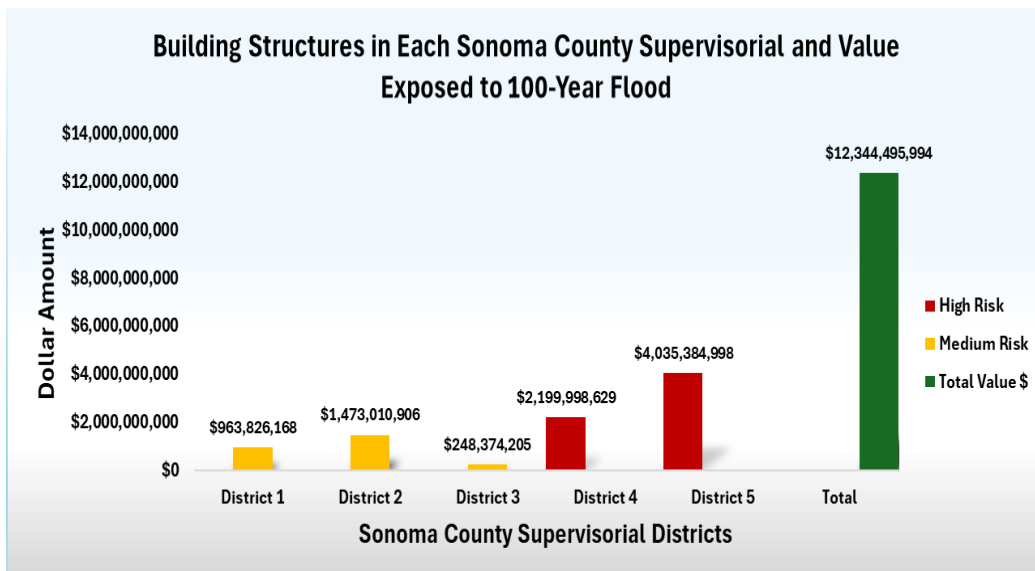 Building Structures in Each Sonoma County Supervisorial and Value
Exposed to 100-Year Flood
$14,000,000,000
$12,000,000,000
$10,000,000,000
$8,000,000,000
$6,000,000,000
$4,000,000,000
$2,000,000,000
$0
Dollar Amount
$963,826,168
$1,473,010,906
$248,374,205
$2,199,998,629
$4,035,384,998
$12,344,495,994
District 1
District 2
District 3
District 4
District 5
Total
Sonoma County Supervisorial Districts
High Risk
Medium Risk
Total Value $